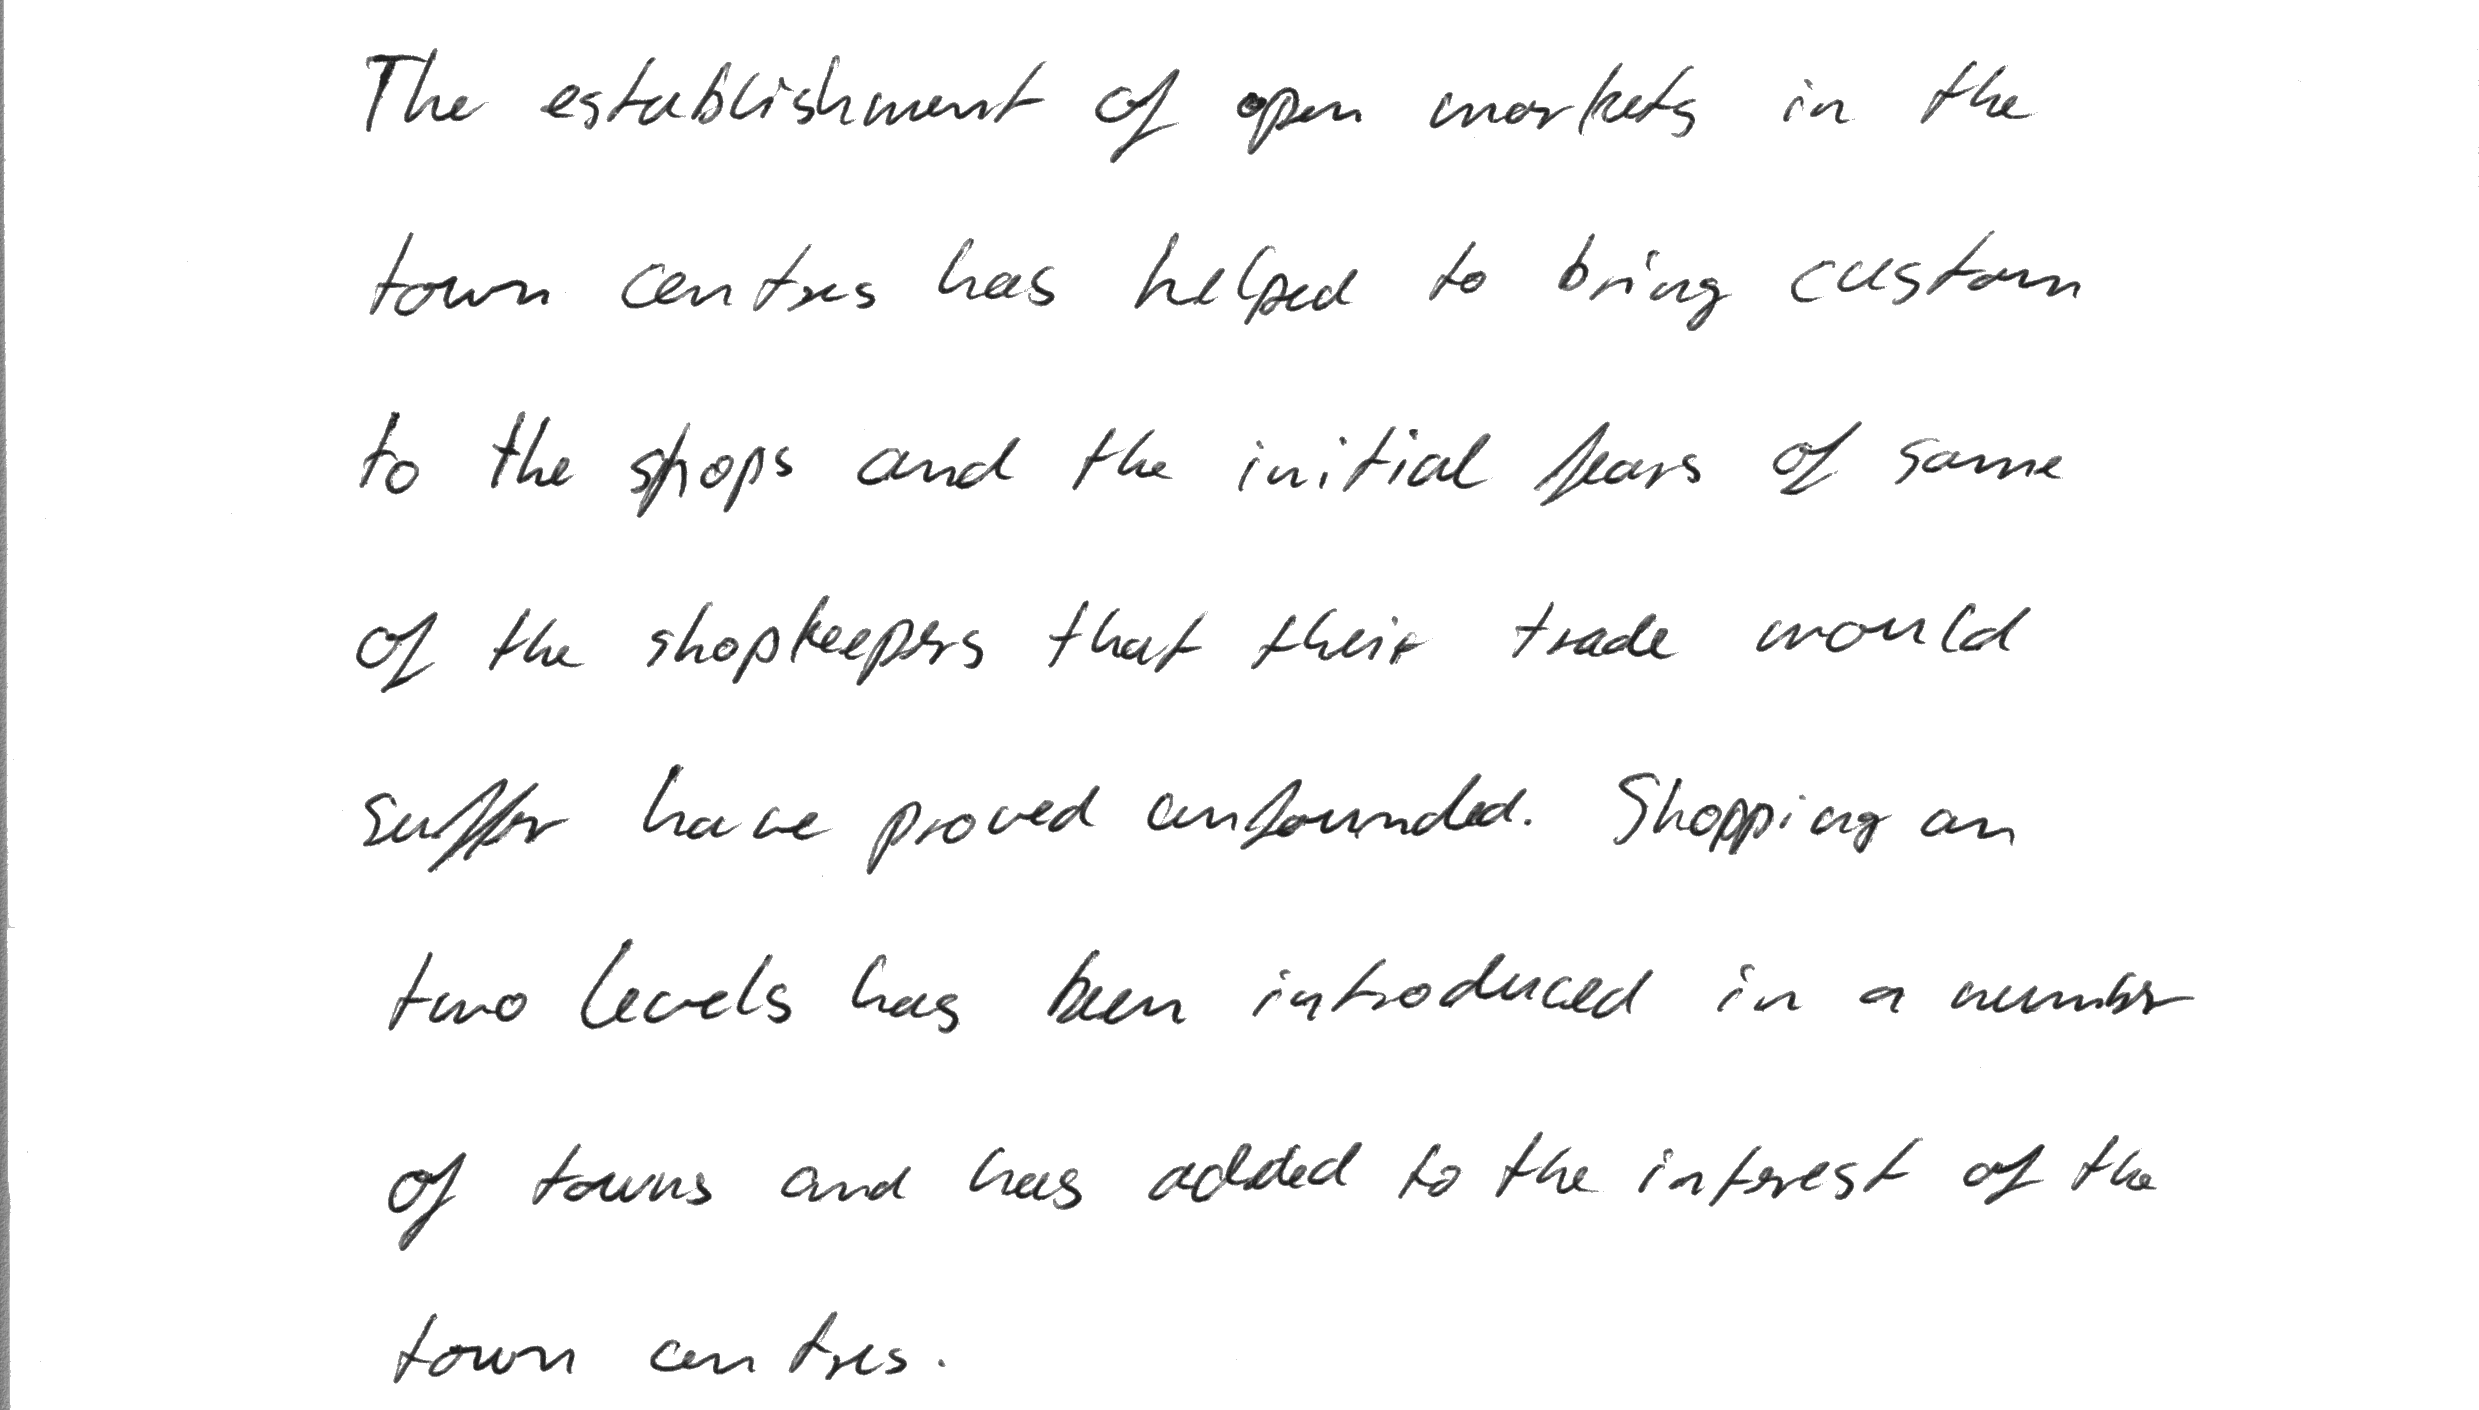 The establishment of open markets in the
town centres has helped to bring custom
to the shops and the initial fears of some
of the shopkeepers that their trade would
suffer have proved unfounded. Shopping on
two levels has been introduced in a number
of towns and has added to the interest of the
town centres.